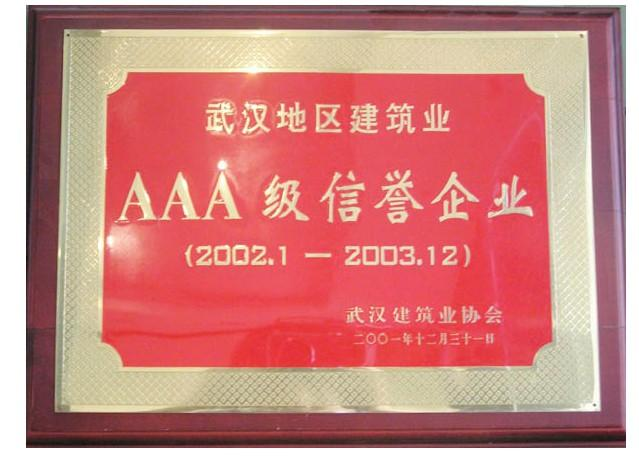 武汉地区建筑业
AAA级信誉企业
(2002.1 — 2003.12)
武汉建筑业协会
二〇〇一年十二月三十一日